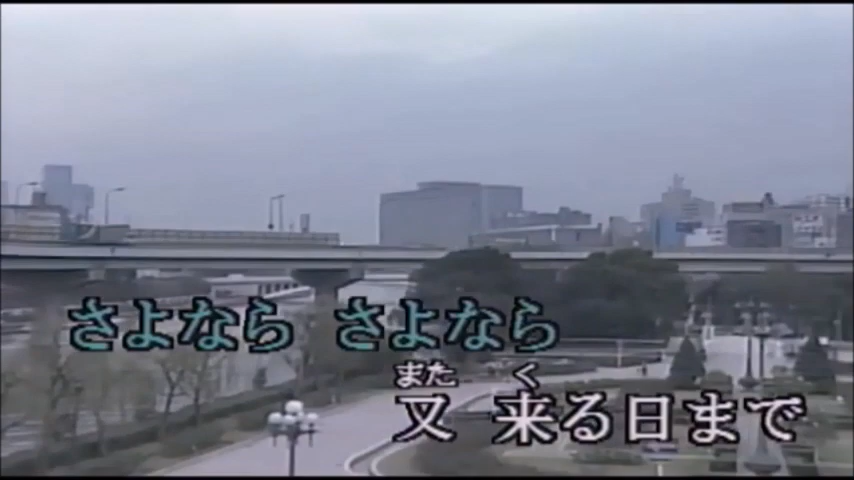 さよなら さよなら
また く
又 来る日まで